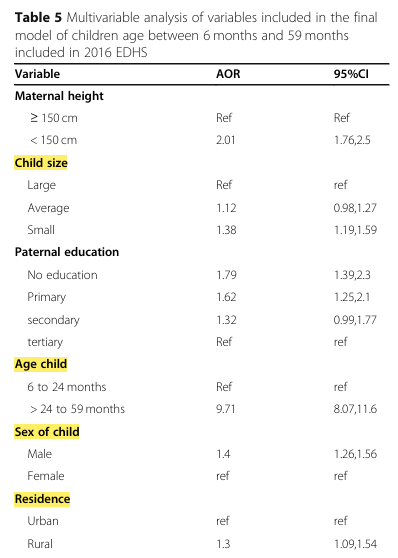 Table 5 Multivariable analysis of variables included in the final
model of children age between 6 months and 59 months
included in 2016 EDHS
Variable AOR 95%CI
Maternal height
≥ 150 cm Ref Ref
< 150 cm 2.01 1.76,2.5
Child size
Large Ref ref
Average 1.12 0.98,1.27
Small 1.38 1.19,1.59
Paternal education
No education 1.79 1.39,2.3
Primary 1.62 1.25,2.1
secondary 1.32 0.99,1.77
tertiary Ref ref
Age child
6 to 24 months Ref ref
> 24 to 59 months 9.71 8.07,11.6
Sex of child
Male 1.4 1.26,1.56
Female ref ref
Residence
Urban ref ref
Rural 1.3 1.09,1.54